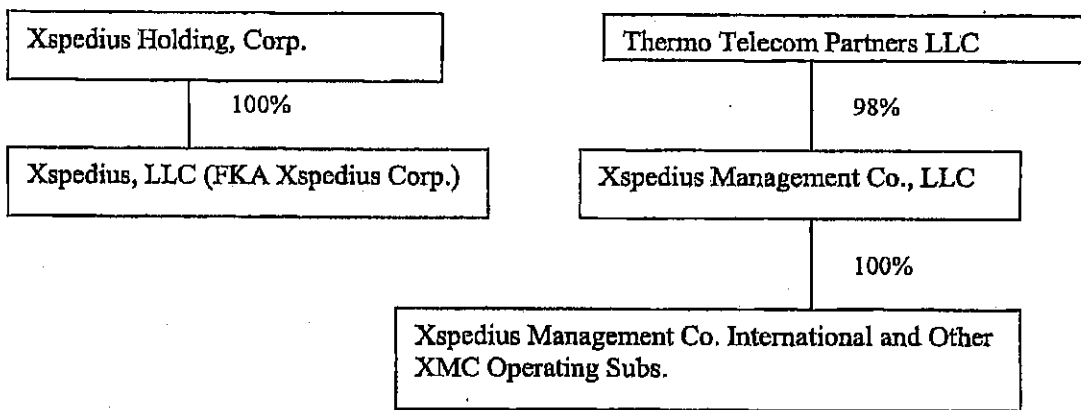 Xspedius Holding, Corp.
100%
Xspedius, LLC (FKA Xspedius Corp.)
Thermo Telecom Partners LLC
98%
Xspedius Management Co., LLC
100%
Xspedius Management Co. International and Other
XMC Operating Subs.